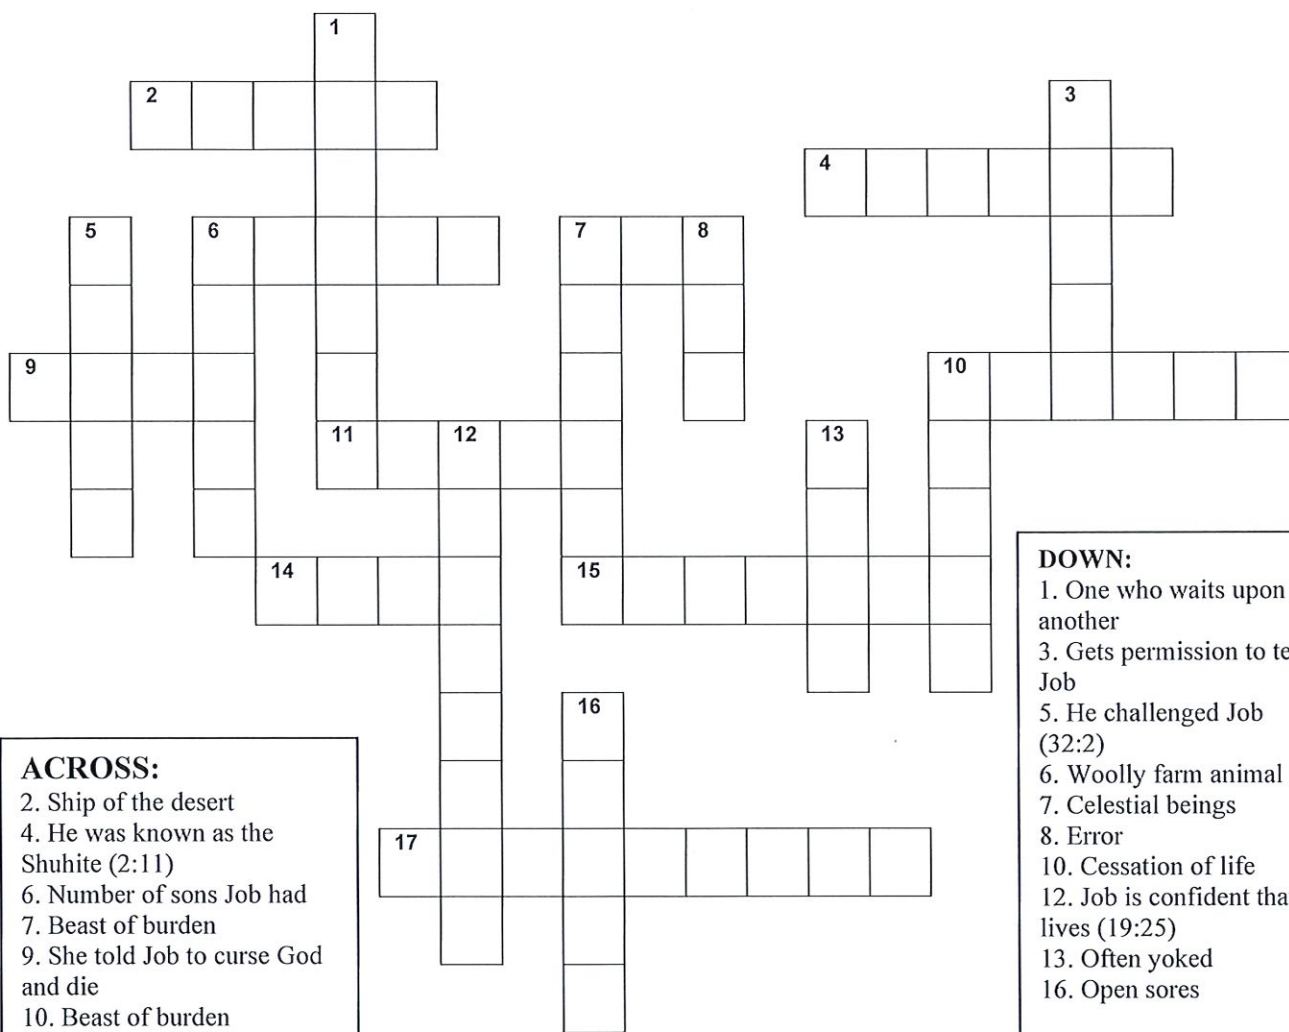 1
2
3
4
5 6 7 8
9 10
11 12 13
14 15
16
17
ACROSS:
2. Ship of the desert
4. He was known as the
Shuhite (2:11)
6. Number of sons Job had
7. Beast of burden
9. She told Job to curse God
and die
10. Beast of burden
DOWN:
1. One who waits upon
another
3. Gets permission to te
Job
5. He challenged Job
(32:2)
6. Woolly farm animal
7. Celestial beings
8. Error
10. Cessation of life
12. Job is confident tha
lives (19:25)
13. Often yoked
16. Open sores